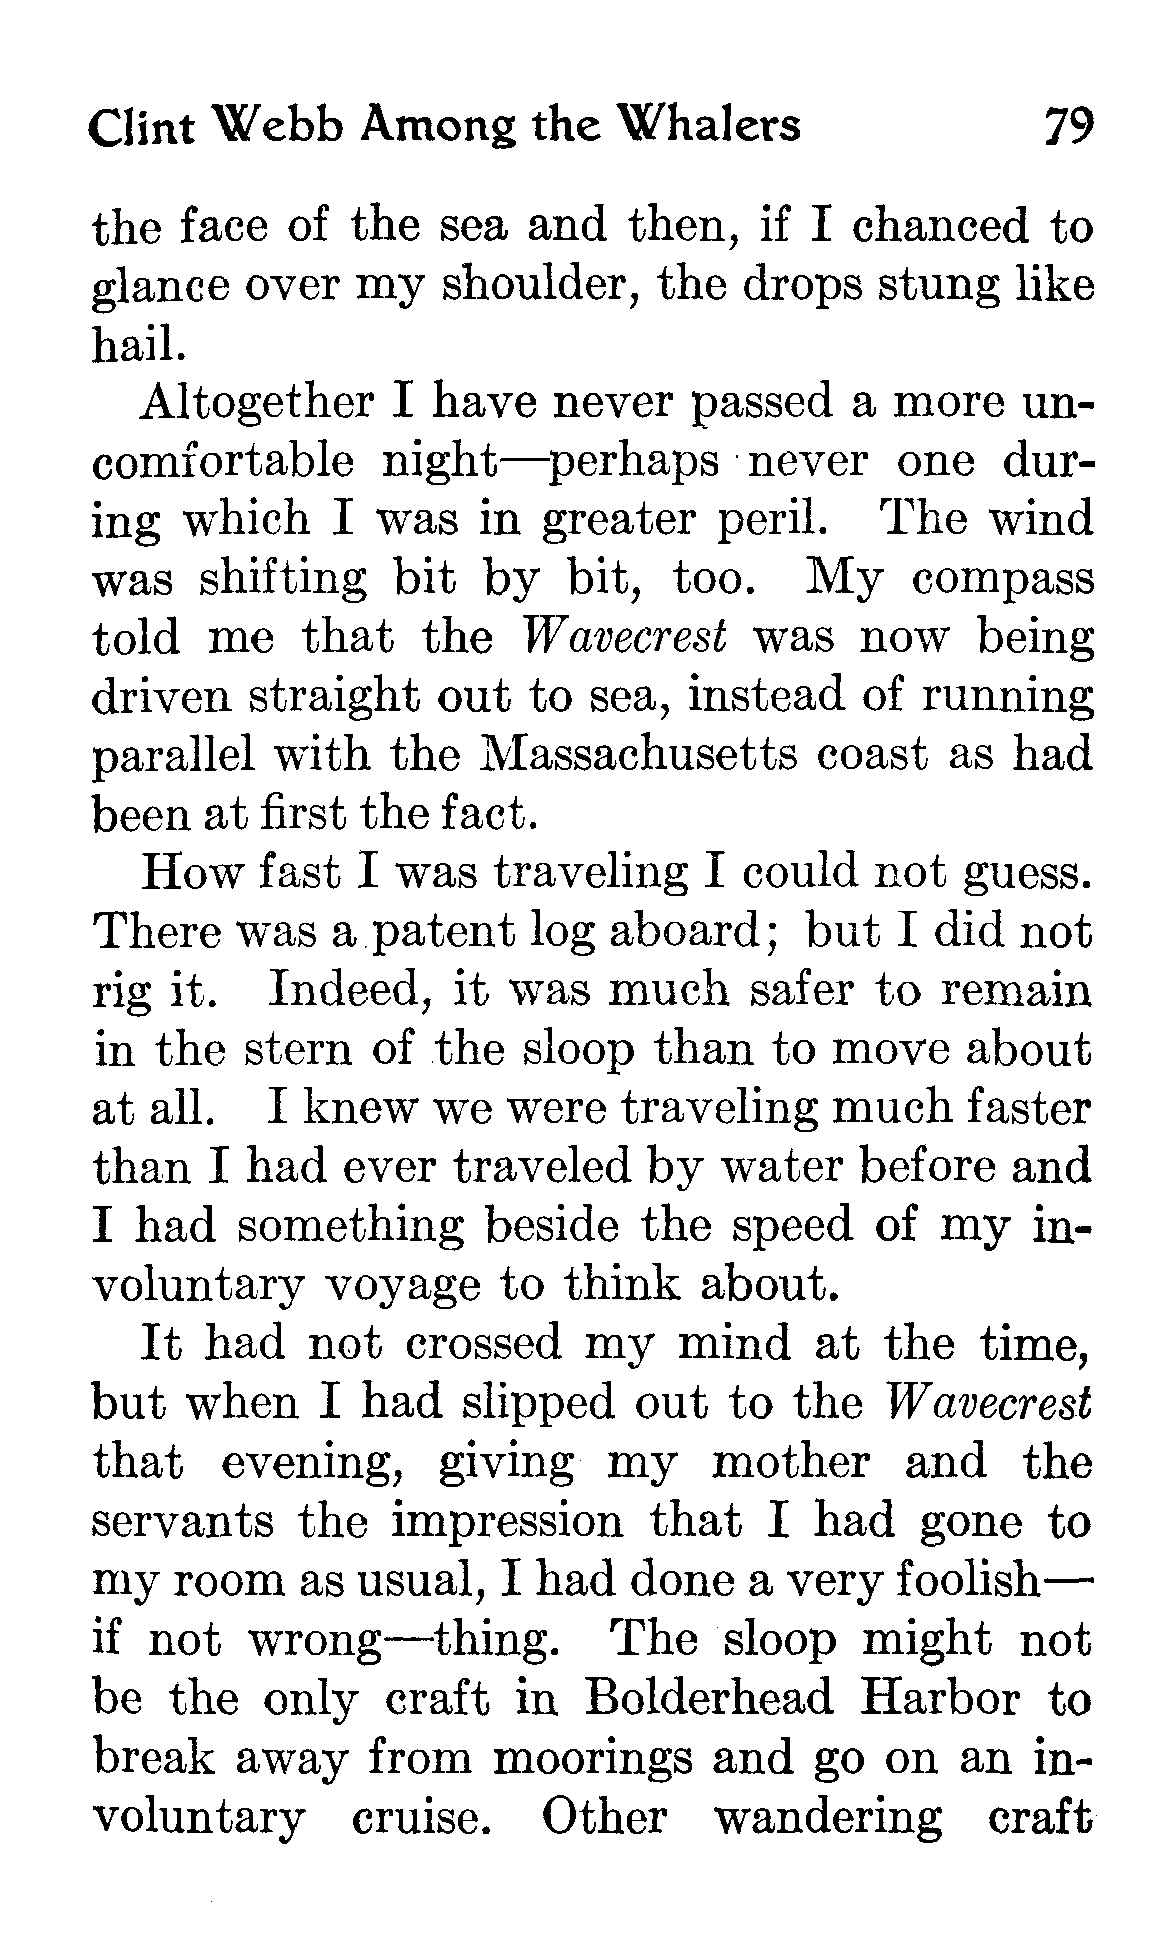 Clint Webb Among the Whalers 79
the face of the sea and then, if I chanced to
glance over my shoulder, the drops stung like
hail.
Altogether I have never passed a more un-
comfortable night—perhaps never one dur-
ing which I was in greater peril. The wind
was shifting bit by bit, too. My compass
told me that the Wavecrest was now being
driven straight out to sea, instead of running
parallel with the Massachusetts coast as had
been at first the fact.
How fast I was traveling I could not guess.
There was a patent log aboard; but I did not
rig it. Indeed, it was much safer to remain
in the stern of the sloop than to move about
at all. I knew we were traveling much faster
than I had ever traveled by water before and
I had something beside the speed of my in-
voluntary voyage to think about.
It had not crossed my mind at the time,
but when I had slipped out to the Wavecrest
that evening, giving my mother and the
servants the impression that I had gone to
my room as usual, I had done a very foolish—
if not wrong—thing. The sloop might not
be the only craft in Bolderhead Harbor to
break away from moorings and go on an in-
voluntary cruise. Other wandering craft